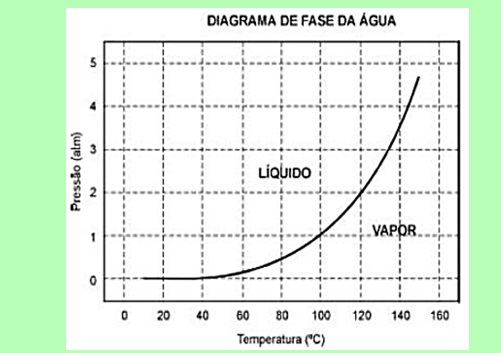 DIAGRAMA DE FASE DA ÁGUA
5
4
3
2
1
0
Pressão (atm)
LÍQUIDO
VAPOR
0 20 40 60 80 100 120 140 160
Temperatura (ºC)